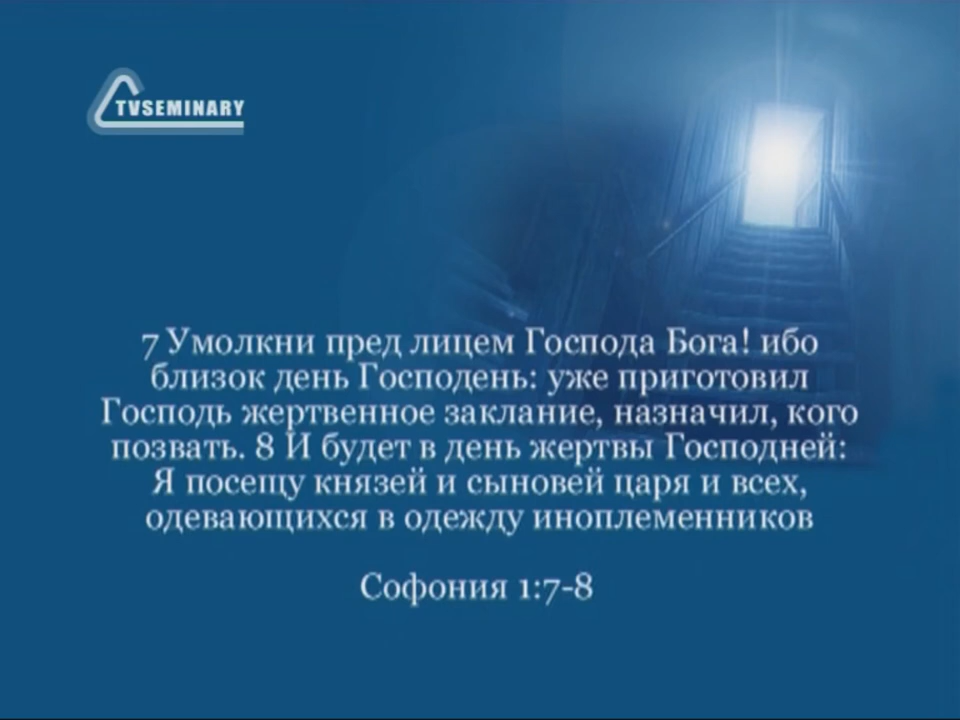 TVSEMINARY
7 Умолкни пред лицем Господа Бога! ибо
близок день Господень: уже приготовил
Господь жертвенное заклание, назначил, кого
позвать. 8 И будет в день жертвы Господней:
Я посещу князей и сыновей царя и всех,
одевающихся в одежду иноплеменников
Софония 1:7-8